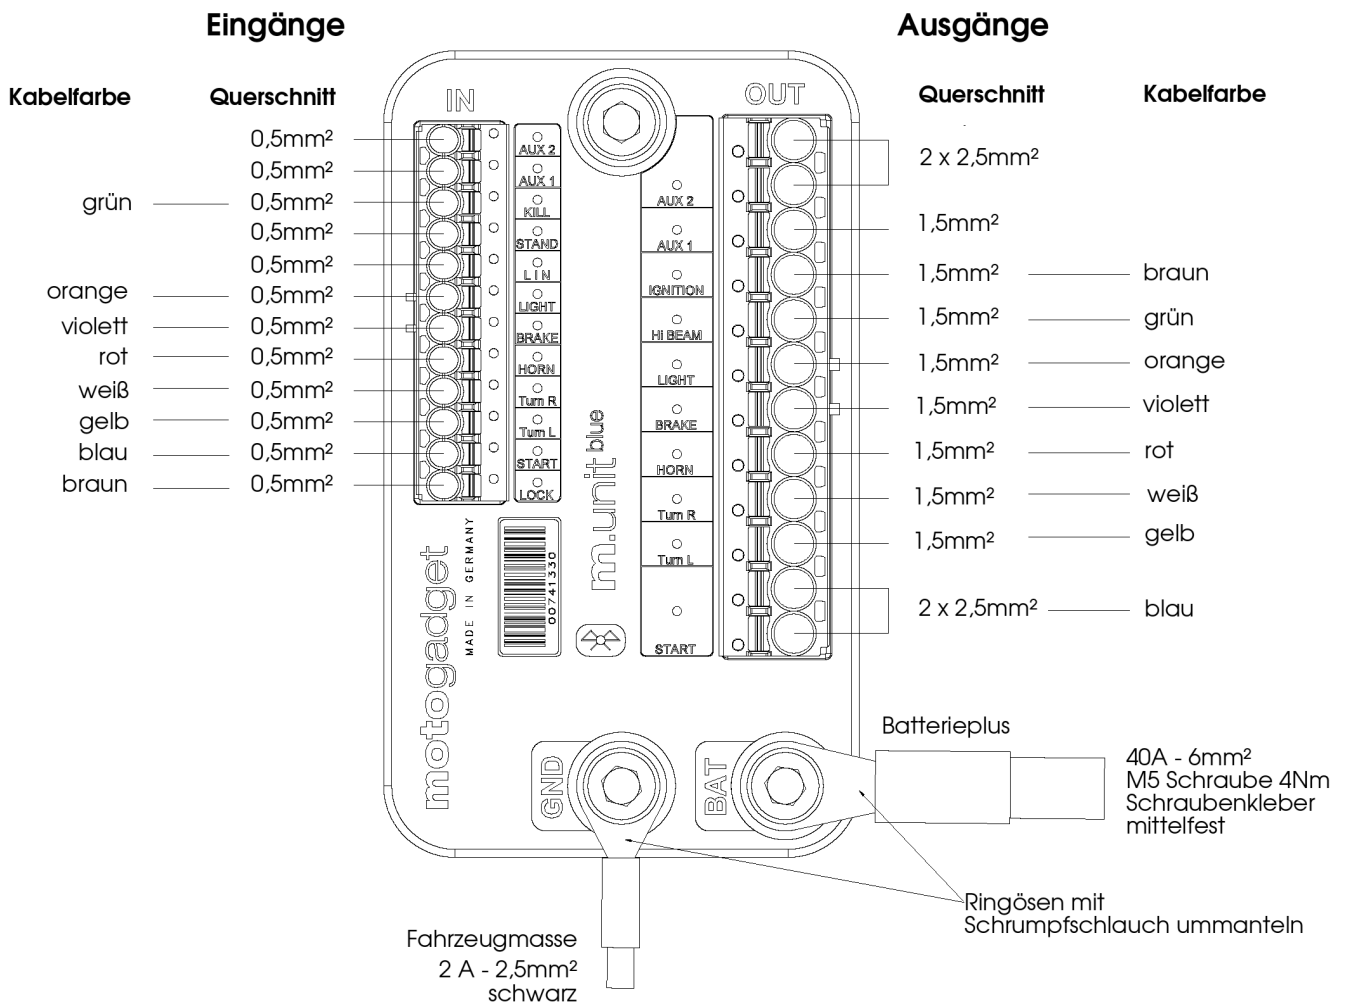 Eingänge
Ausgänge
Kabelfarbe
Querschnitt
IN
OUT
Querschnitt
Kabelfarbe
0,5mm²
0,5mm²
grün 0,5mm²
0,5mm²
0,5mm²
orange 0,5mm²
violett 0,5mm²
rot 0,5mm²
weiß 0,5mm²
gelb 0,5mm²
blau 0,5mm²
braun 0,5mm²
AUX 2
AUX 1
KILL
STAND
LIN
LIGHT
BRAKE
HORN
Turn R
Turn L
START
LOCK
AUX 2
AUX 1
IGNITION
Hi BEAM
LIGHT
BRAKE
HORN
Turn R
Turn L
START
2 x 2,5mm²
1,5mm²
1,5mm² braun
1,5mm² grün
1,5mm² orange
1,5mm² violett
1,5mm² rot
1,5mm² weiß
1,5mm² gelb
2 x 2,5mm² blau
motogadget
MADE IN GERMANY
00741330
m.unit blue
GND
BAT
Batterieplus
40A - 6mm²
M5 Schraube 4Nm
Schraubenkleber
mittelfest
Ringösen mit
Schrumpfschlauch ummanteln
Fahrzeugmasse
2 A - 2,5mm²
schwarz